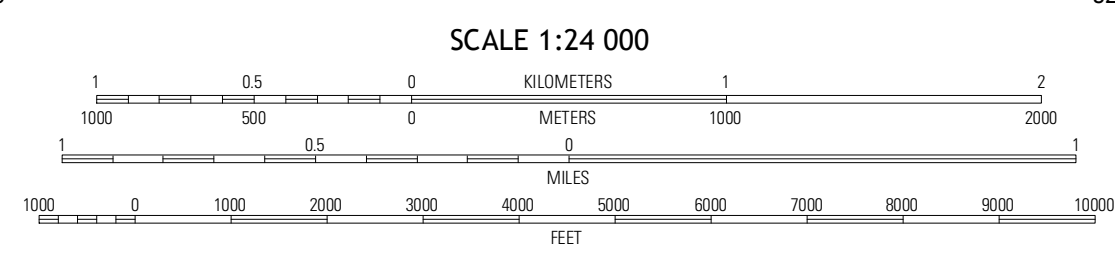 SCALE 1:24 000
1 0.5 0 KILOMETERS 1 2
1000 500 0 METERS 1000 2000
1 0.5 0 1
MILES
1000 0 1000 2000 3000 4000 5000 6000 7000 8000 9000 10000
FEET